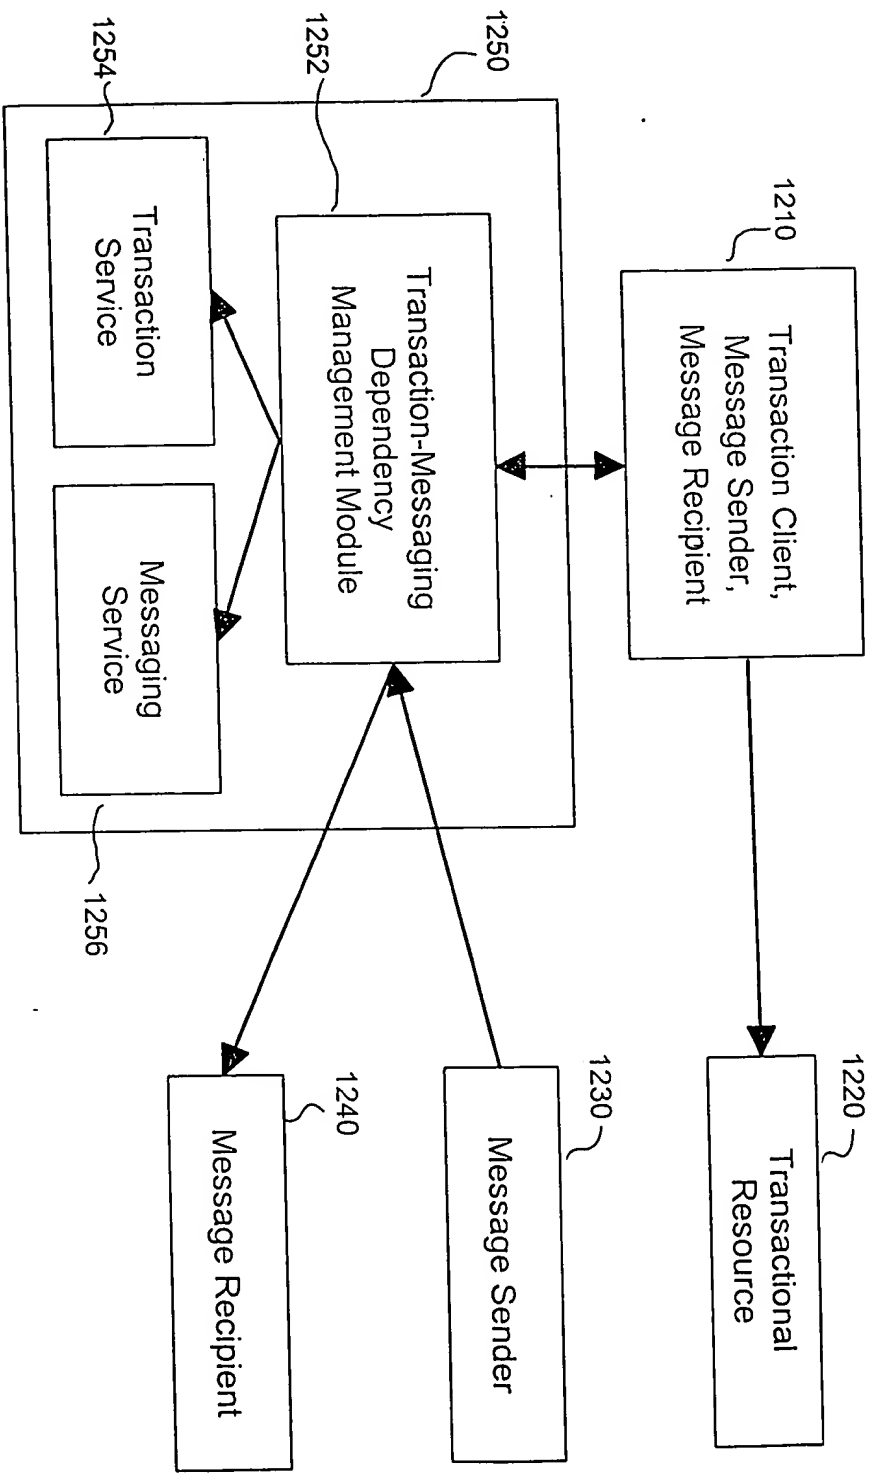 1210
Transaction Client,
Message Sender,
Message Recipient
1220
Transactional
Resource
1250
1252
Transaction-Messaging
Dependency
Management Module
1230
Message Sender
1254
Transaction
Service
Messaging
Service
1256
1240
Message Recipient